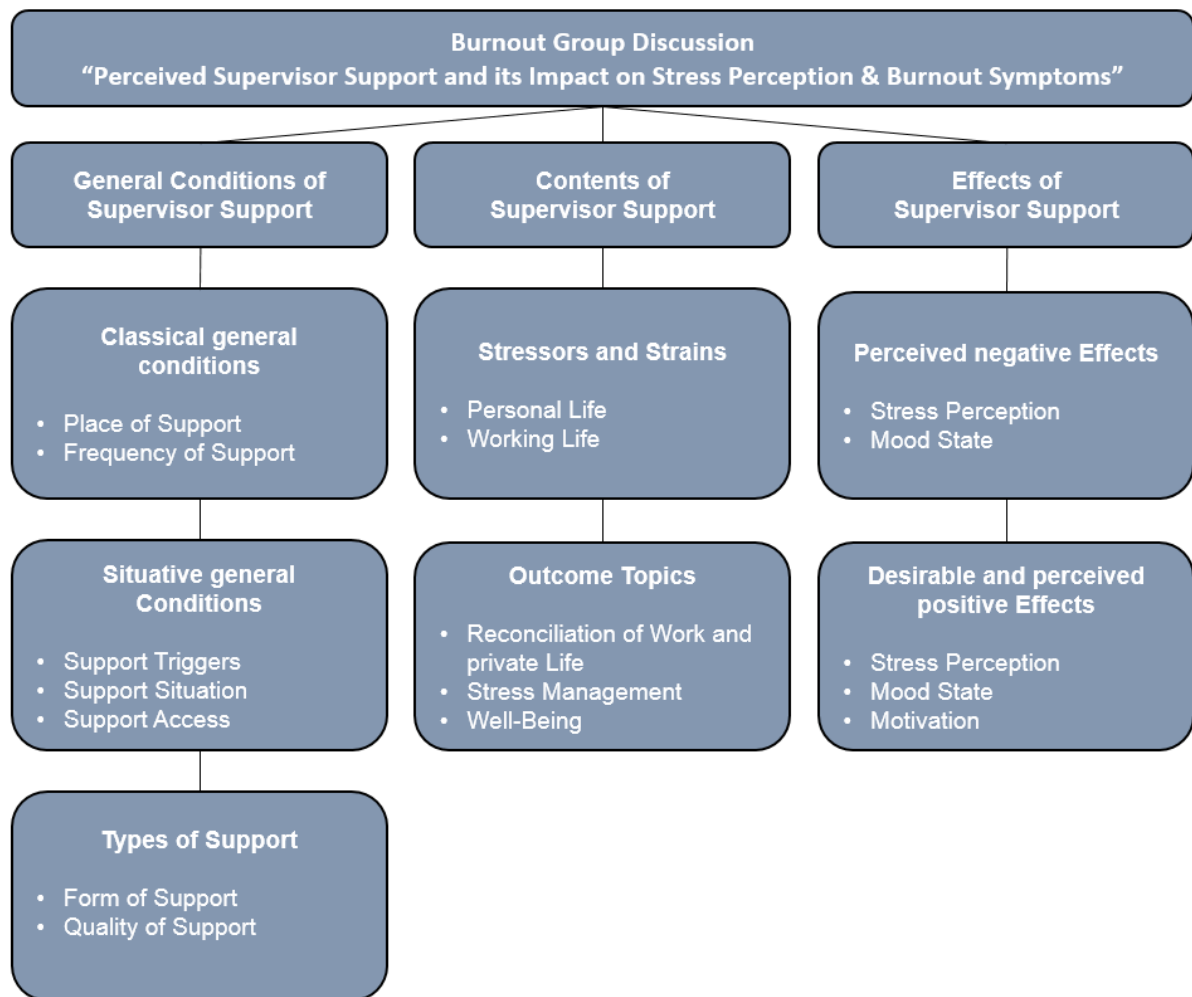 Burnout Group Discussion
“Perceived Supervisor Support and its Impact on Stress Perception & Burnout Symptoms”
General Conditions of
Supervisor Support
Contents of
Supervisor Support
Effects of
Supervisor Support
Classical general
conditions
• Place of Support
• Frequency of Support
Stressors and Strains
• Personal Life
• Working Life
Perceived negative Effects
• Stress Perception
• Mood State
Situative general
Conditions
• Support Triggers
• Support Situation
• Support Access
Outcome Topics
• Reconciliation of Work and
private Life
• Stress Management
• Well-Being
Desirable and perceived
positive Effects
• Stress Perception
• Mood State
• Motivation
Types of Support
• Form of Support
• Quality of Support